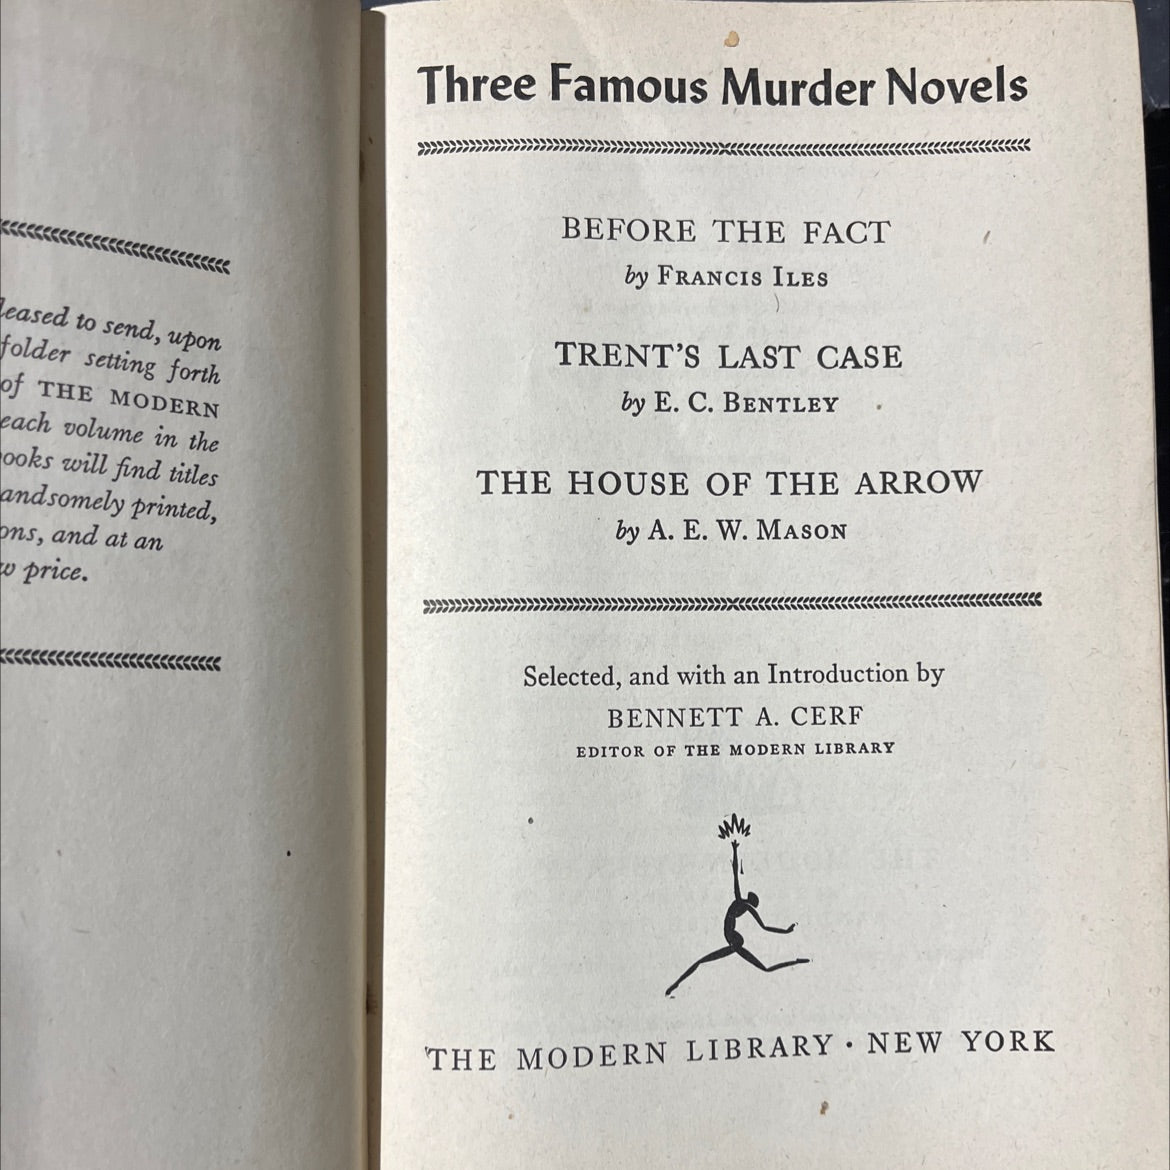 leased to send, upon
folder setting forth
of THE MODERN
each volume in the
ooks will find titles
andsomely printed,
ons, and at an
w price.
Three Famous Murder Novels
BEFORE THE FACT
by FRANCIS ILES
TRENT'S LAST CASE
by E. C. BENTLEY
THE HOUSE OF THE ARROW
by A. E. W. MASON
Selected, and with an Introduction by
BENNETT A. CERF
EDITOR OF THE MODERN LIBRARY
THE MODERN LIBRARY · NEW YORK